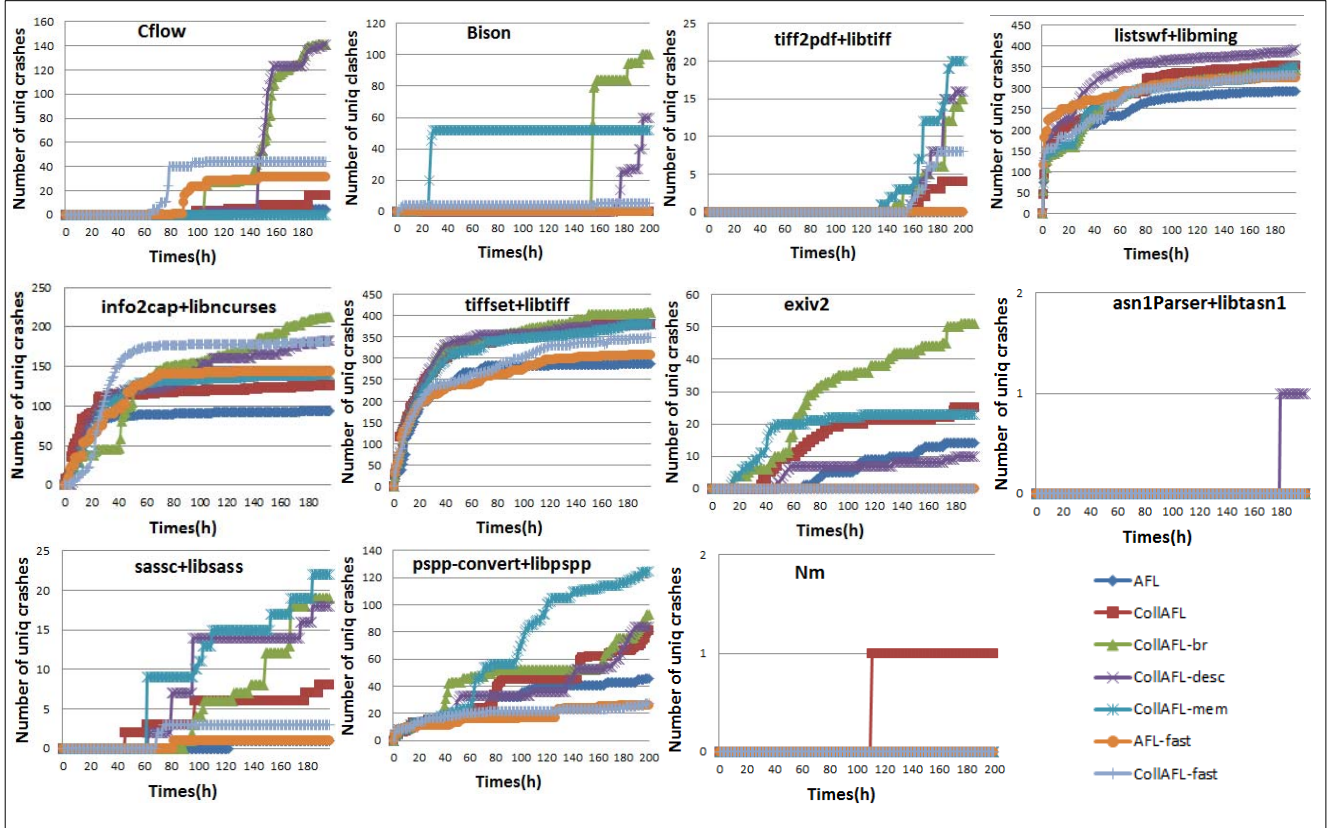 Cflow
Number of uniq crashes
160
140
120
100
80
60
40
20
0
0 20 40 60 80 100 120 140 160 180
Times(h)
Bison
Number of uniq clashes
120
100
80
60
40
20
0
0 20 40 60 80 100 120 140 160 180 200
Times(h)
tiff2pdf+libtiff
Number of uniq crashes
25
20
15
10
5
0
0 20 40 60 80 100 120 140 160 180 200
Times(h)
listswf+libming
Number of uniq crashes
450
400
350
300
250
200
150
100
50
0
0 20 40 60 80 100 120 140 160 180
Times(h)
info2cap+libncurses
Number of uniq crashes
250
200
150
100
50
0
0 20 40 60 80 100 120 140 160 180
Times(h)
tiffset+libtiff
Number of uniq crashes
450
400
350
300
250
200
150
100
50
0
0 20 40 60 80 100 120 140 160 180
Times(h)
exiv2
Number of uniq crashes
60
50
40
30
20
10
0
0 20 40 60 80 100 120 140 160 180
Times(h)
asn1Parser+libtasn1
Number of uniq crashes
2
1
0
0 20 40 60 80 100 120 140 160 180
Times(h)
sassc+libsass
Number of uniq crashes
25
20
15
10
5
0
0 20 40 60 80 100 120 140 160 180
Times(h)
pspp-convert+libpspp
Number of uniq crashes
140
120
100
80
60
40
20
0
0 20 40 60 80 100 120 140 160 180 200
Times(h)
Nm
Number of uniq crashes
2
1
0
0 20 40 60 80 100 120 140 160 180 200
Times(h)
AFL
CollAFL
CollAFL-br
CollAFL-desc
CollAFL-mem
AFL-fast
CollAFL-fast